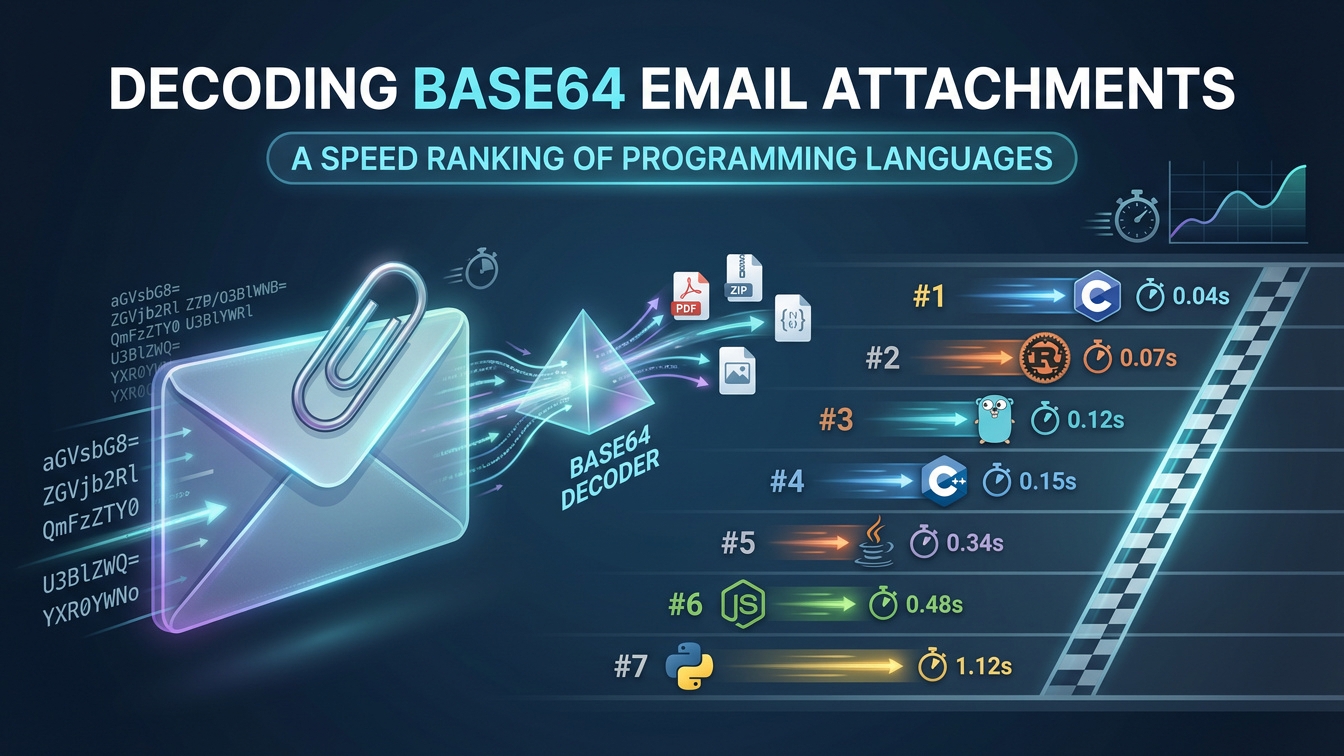 DECODING BASE64 EMAIL ATTACHMENTS
A SPEED RANKING OF PROGRAMMING LANGUAGES
aGVsbG8=
ZGVjb2Rl
QmFzZTY0 U3BlYWRl
U3BlZWQ=
aGVsbG8=
ZGVjb2Rl
QmFzZTY0
U3BlZWQ=
YXR0YWNo
BASE64
DECODER
PDF
ZIP
#1 C 0.04s
#2 R 0.07s
#3 0.12s
#4 C++ 0.15s
#5 0.34s
#6 JS 0.48s
#7 1.12s